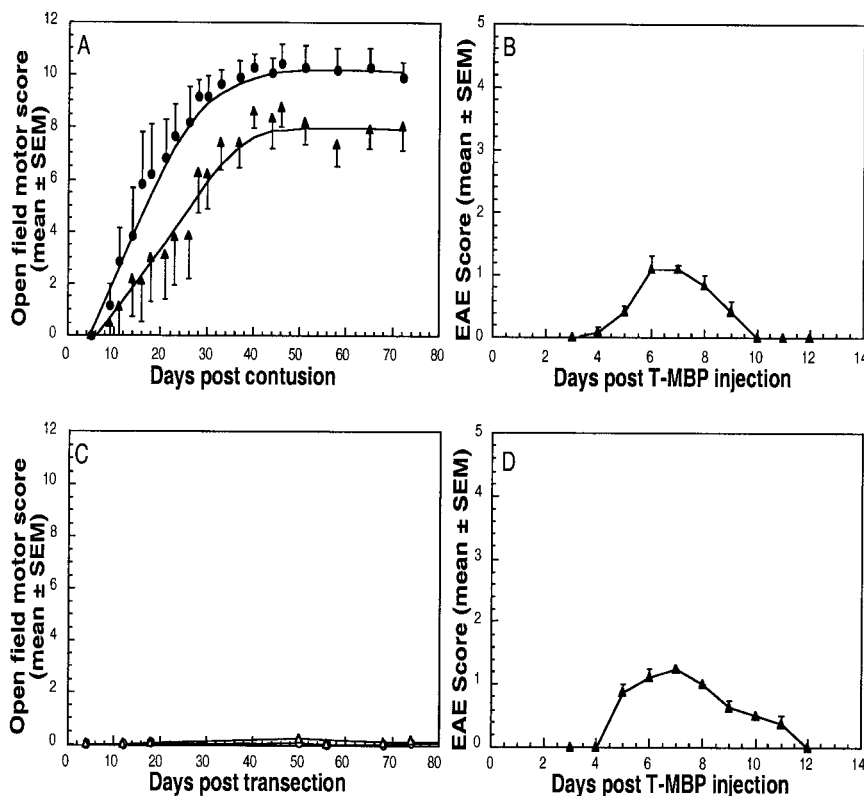 A
Open field motor score
(mean ± SEM)
12
10
8
6
4
2
0
0 10 20 30 40 50 60 70 80
Days post contusion
B
EAE Score (mean ± SEM)
5
4
3
2
1
0
0 2 4 6 8 10 12 14
Days post T-MBP injection
C
Open field motor score
(mean ± SEM)
12
10
8
6
4
2
0
0 10 20 30 40 50 60 70 80
Days post transection
D
EAE Score (mean ± SEM)
5
4
3
2
1
0
0 2 4 6 8 10 12 14
Days post T-MBP injection